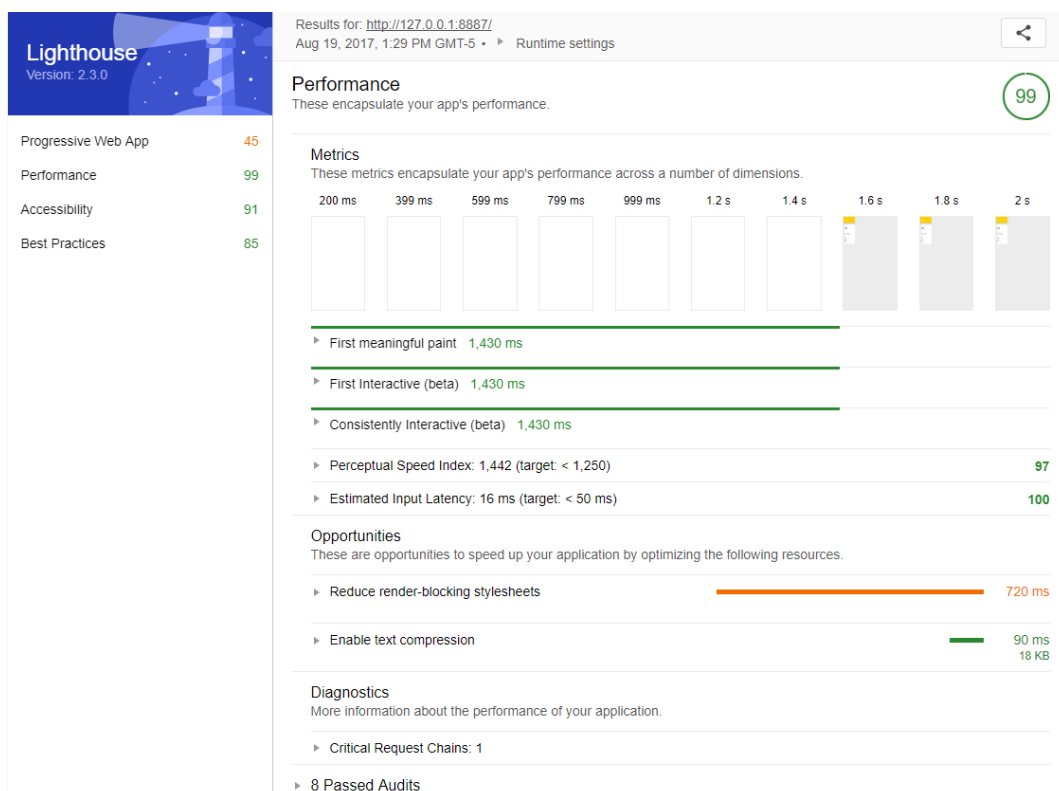 Lighthouse
Version: 2.3.0
Progressive Web App 45
Performance 99
Accessibility 91
Best Practices 85
Results for: http://127.0.0.1:8887/
Aug 19, 2017, 1:29 PM GMT-5 • Runtime settings
Performance
These encapsulate your app's performance.
99
Metrics
These metrics encapsulate your app's performance across a number of dimensions.
200 ms 399 ms 599 ms 799 ms 999 ms 1.2 s 1.4 s 1.6 s 1.8 s 2 s
First meaningful paint 1,430 ms
First Interactive (beta) 1,430 ms
Consistently Interactive (beta) 1,430 ms
Perceptual Speed Index: 1,442 (target: < 1,250) 97
Estimated Input Latency: 16 ms (target: < 50 ms) 100
Opportunities
These are opportunities to speed up your application by optimizing the following resources.
Reduce render-blocking stylesheets 720 ms
Enable text compression 90 ms
18 KB
Diagnostics
More information about the performance of your application.
Critical Request Chains: 1
8 Passed Audits